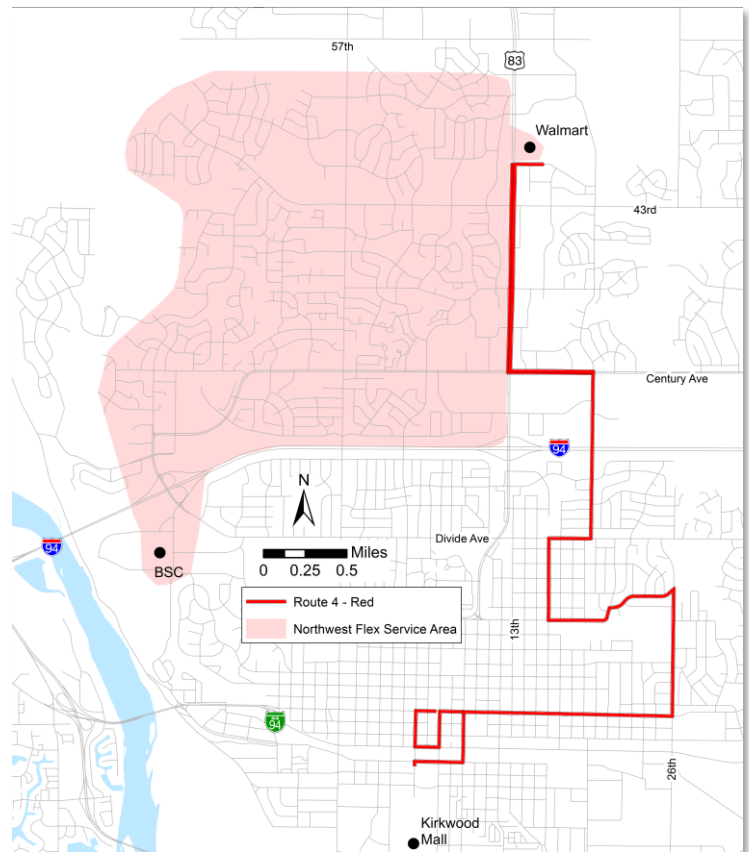 57th
83
Walmart
43rd
Century Ave
94
N
Divide Ave
Miles
0 0.25 0.5
94
BSC
Route 4 - Red
Northwest Flex Service Area
13th
94
26th
Kirkwood
Mall